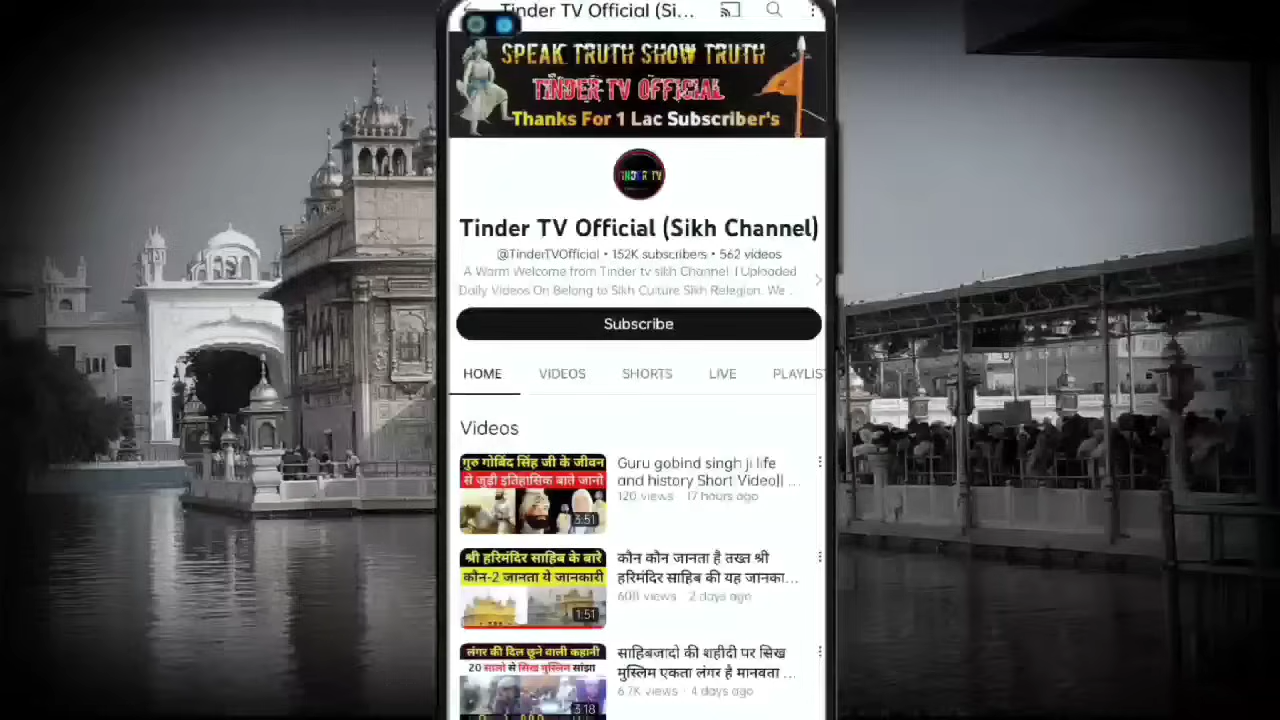 Tinder TV Official (Si...
SPEAK TRUTH SHOW TRUTH
TINDER TV OFFICIAL
Thanks For 1 Lac Subscriber's
TINDER TV
Tinder TV Official (Sikh Channel)
@TinderTVOfficial • 152K subscribers • 562 videos
A Warm Welcome from Tinder tv sikh Channel I Uploaded
Daily Videos On Belong to Sikh Culture Sikh Relegion. We ...
Subscribe
HOME VIDEOS SHORTS LIVE PLAYLIST
Videos
गुरु गोबिंद सिंह जी के जीवन
से जुड़ी इतिहासिक बाते जानो
3:51
Guru gobind singh ji life
and history Short Video|| ...
120 views · 17 hours ago
श्री हरिमंदिर साहिब के बारे
कौन-2 जानता ये जानकारी
1:51
कौन कौन जानता है तख्त श्री
हरिमंदिर साहिब की यह जानका...
608 views · 2 days ago
लंगर की दिल छूने वाली कहानी
20 सालो से सिख मुस्लिम सांझा
3:18
साहिबजादो की शहीदी पर सिख
मुस्लिम एकता लंगर है मानवता ...
6.7K views · 4 days ago